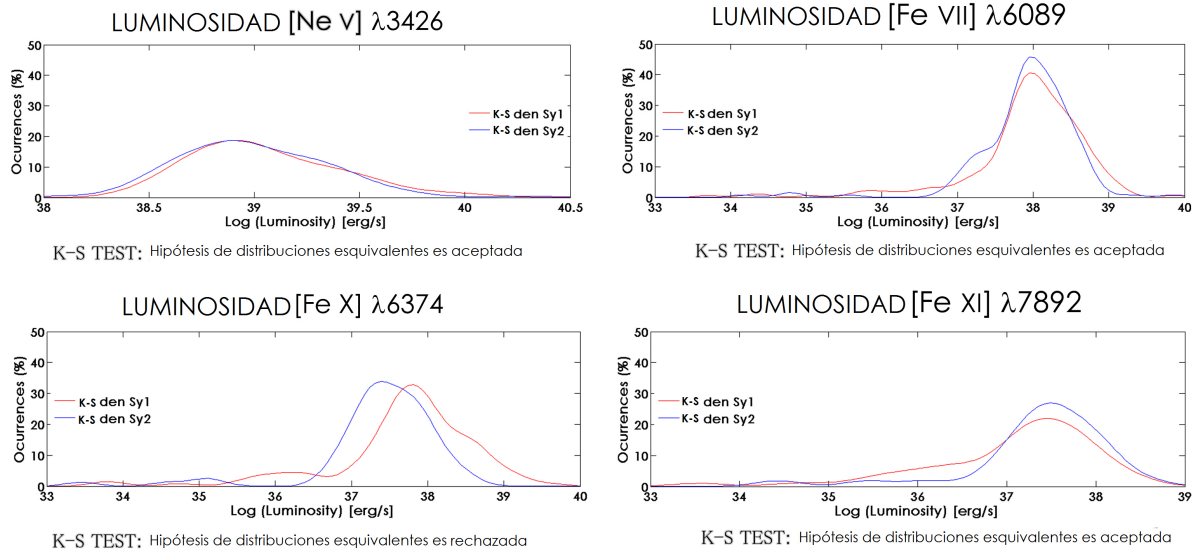 LUMINOSIDAD [Ne v] λ3426
50
40
30
20
10
0
Ocurrences (%)
K-S den Sy1
K-S den Sy2
38
38.5
39
39.5
40
40.5
Log (Luminosity) [erg/s]
K-S TEST: Hipótesis de distribuciones esquivalentes es aceptada
LUMINOSIDAD [Fe VII] λ6089
50
40
30
20
10
0
Ocurrences (%)
K-S den Sy1
K-S den Sy2
33
34
35
36
37
38
39
40
Log (Luminosity) [erg/s]
K-S TEST: Hipótesis de distribuciones esquivalentes es aceptada
LUMINOSIDAD [Fe X] λ6374
50
40
30
20
10
0
Ocurrences (%)
K-S den Sy1
K-S den Sy2
33
34
35
36
37
38
39
40
Log (Luminosity) [erg/s]
K-S TEST: Hipótesis de distribuciones esquivalentes es rechazada
LUMINOSIDAD [Fe XI] λ7892
50
40
30
20
10
0
Ocurrences (%)
K-S den Sy1
K-S den Sy2
33
34
35
36
37
38
39
Log (Luminosity) [erg/s]
K-S TEST: Hipótesis de distribuciones esquivalentes es aceptada